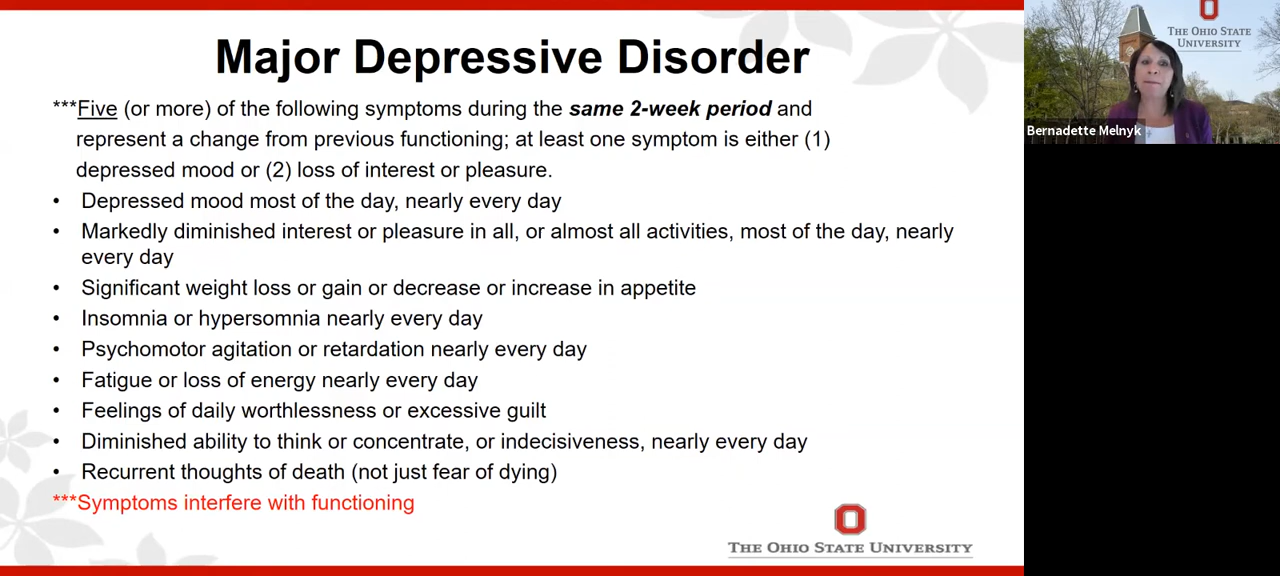 Major Depressive Disorder
***Five (or more) of the following symptoms during the same 2-week period and
represent a change from previous functioning; at least one symptom is either (1)
depressed mood or (2) loss of interest or pleasure.
• Depressed mood most of the day, nearly every day
• Markedly diminished interest or pleasure in all, or almost all activities, most of the day, nearly
every day
• Significant weight loss or gain or decrease or increase in appetite
• Insomnia or hypersomnia nearly every day
• Psychomotor agitation or retardation nearly every day
• Fatigue or loss of energy nearly every day
• Feelings of daily worthlessness or excessive guilt
• Diminished ability to think or concentrate, or indecisiveness, nearly every day
• Recurrent thoughts of death (not just fear of dying)
***Symptoms interfere with functioning
THE OHIO STATE UNIVERSITY
THE OHIO STATE
UNIVERSITY
Bernadette Melnyk